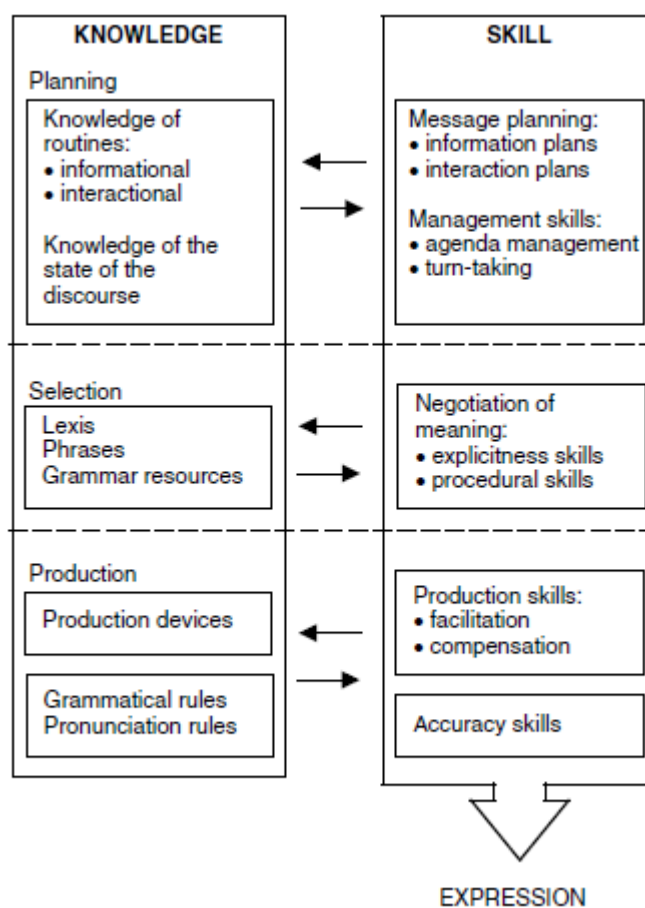 KNOWLEDGE
Planning
Knowledge of
routines:
• informational
• interactional
Knowledge of the
state of the
discourse
Selection
Lexis
Phrases
Grammar resources
Production
Production devices
Grammatical rules
Pronunciation rules
SKILL
Message planning:
• information plans
• interaction plans
Management skills:
• agenda management
• turn-taking
Negotiation of
meaning:
• explicitness skills
• procedural skills
Production skills:
• facilitation
• compensation
Accuracy skills
EXPRESSION